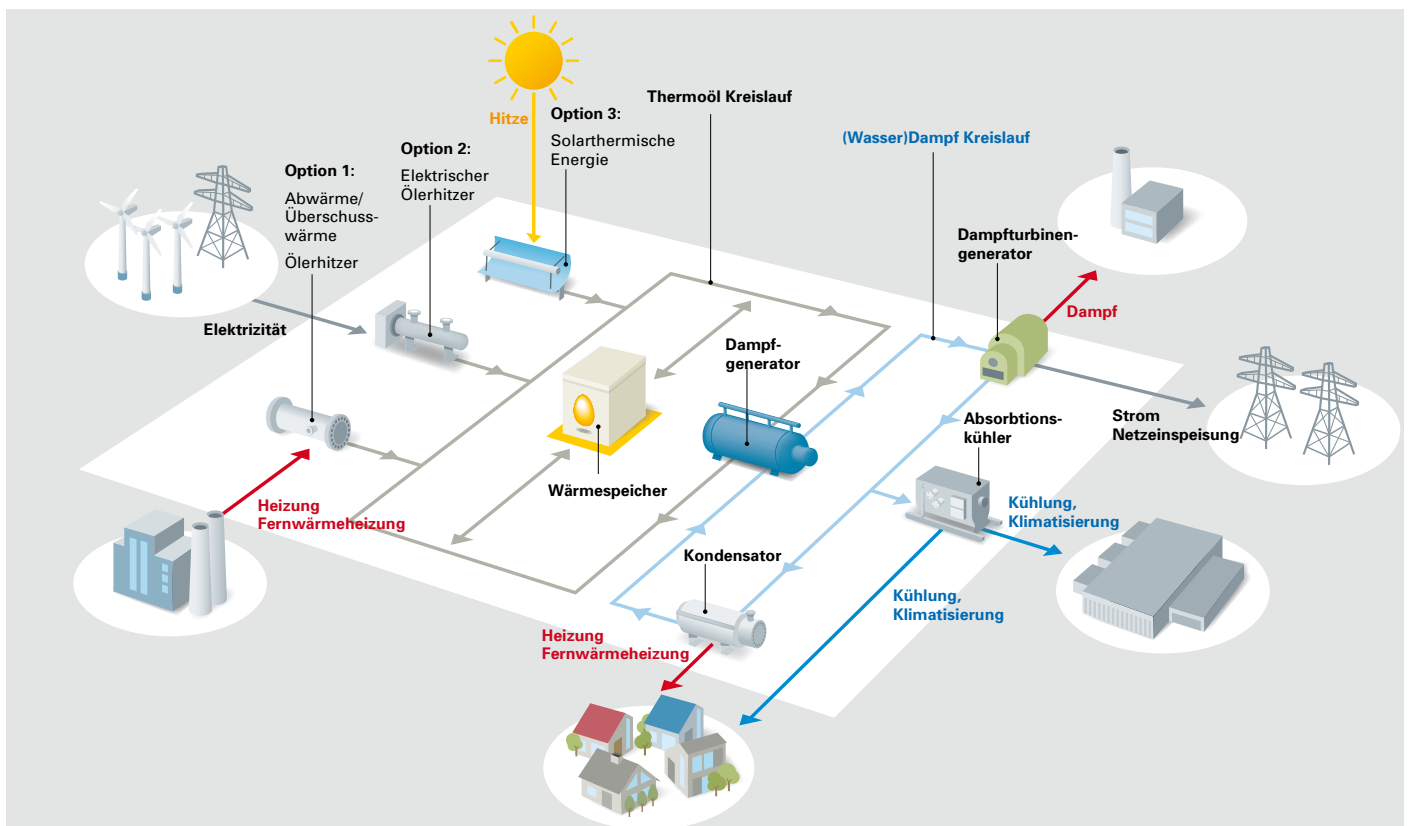 Thermoöl Kreislauf
Hitze
Option 3:
Solarthermische
Energie
(Wasser)Dampf Kreislauf
Option 2:
Elektrischer
Ölerhitzer
Option 1:
Abwärme/
Überschuss-
wärme
Ölerhitzer
Dampfturbinen-
generator
Dampf
Elektrizität
Dampf-
generator
Strom
Netzeinspeisung
Absorbtions-
kühler
Wärmespeicher
Heizung
Fernwärmeheizung
Kühlung,
Klimatisierung
Kondensator
Kühlung,
Klimatisierung
Heizung
Fernwärmeheizung